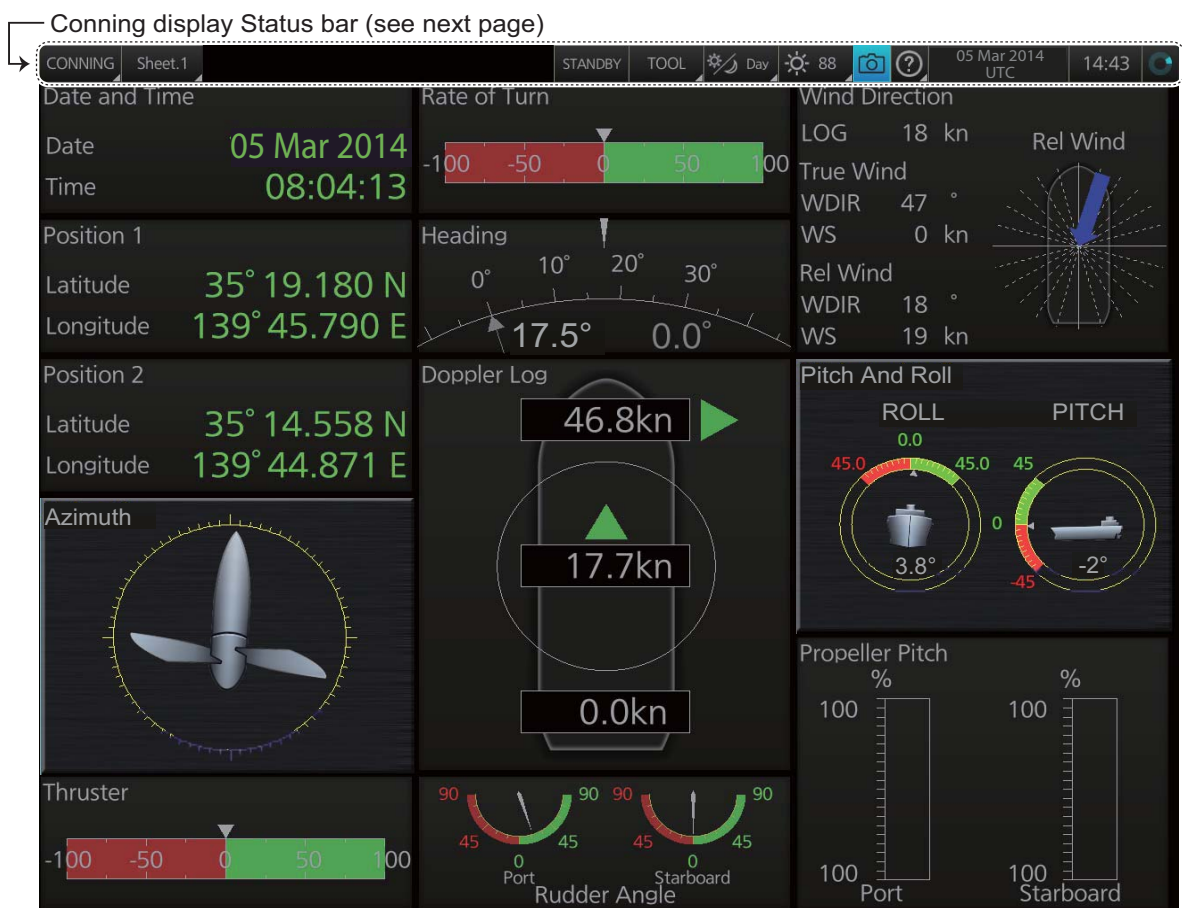 Conning display Status bar (see next page)
CONNING Sheet.1 STANDBY TOOL Day 88 ? 05 Mar 2014 UTC 14:43
Date and Time
Date 05 Mar 2014
Time 08:04:13
Rate of Turn
-100 -50 0 50 100
Wind Direction
LOG 18 kn
True Wind
WDIR 47 °
WS 0 kn
Rel Wind
WDIR 18 °
WS 19 kn
Rel Wind
Position 1
Latitude 35° 19.180 N
Longitude 139° 45.790 E
Heading
0° 10° 20° 30°
17.5° 0.0°
Position 2
Latitude 35° 14.558 N
Longitude 139° 44.871 E
Doppler Log
46.8kn
17.7kn
0.0kn
Pitch And Roll
ROLL PITCH
0.0
45.0 45.0 45
0
-45
3.8° -2°
Azimuth
Propeller Pitch
% %
100 100
100 100
Port Starboard
Thruster
-100 -50 0 50 100
90 90 90 90
45 45 45 45
0 0
Port Starboard
Rudder Angle